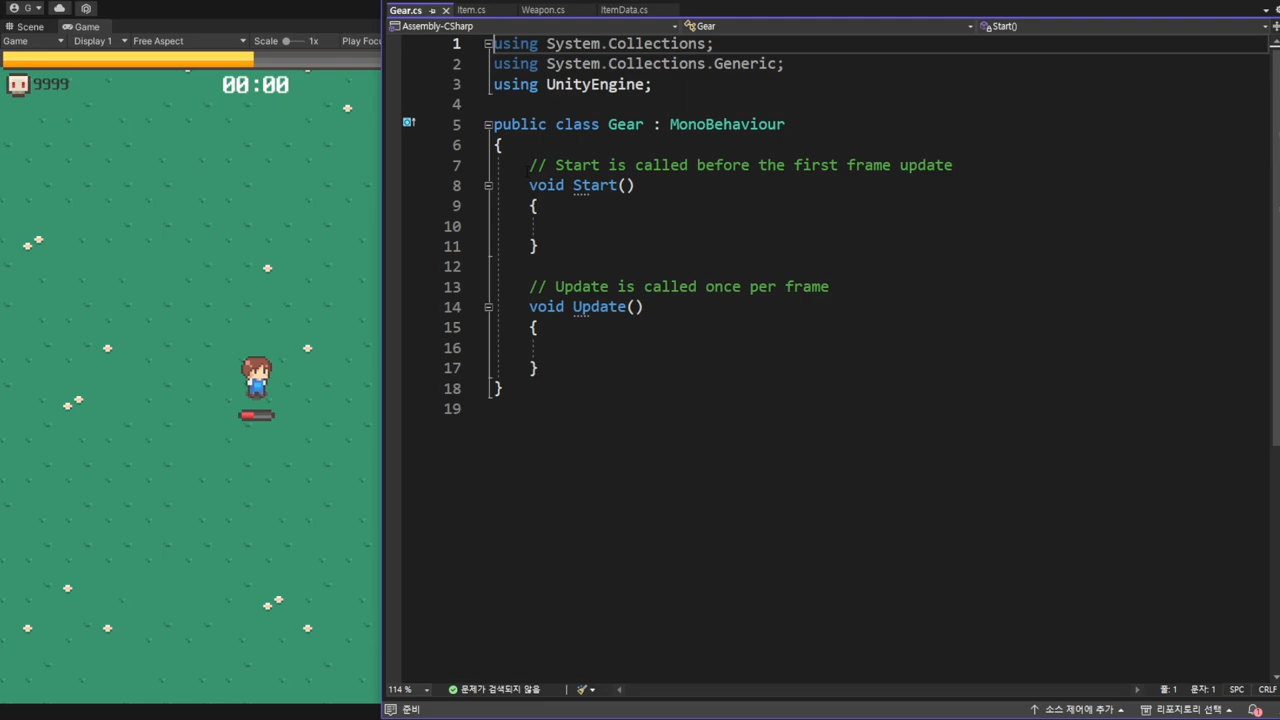 G
Scene
Game
Game
Display 1
Free Aspect
Scale
1x
Play Focu
9999
00:00
Gear.cs
Item.cs
Weapon.cs
ItemData.cs
Assembly-CSharp
Gear
Start()
1 using System.Collections;
2 using System.Collections.Generic;
3 using UnityEngine;
4
5 public class Gear : MonoBehaviour
6 {
7 // Start is called before the first frame update
8 void Start()
9 {
10
11 }
12
13 // Update is called once per frame
14 void Update()
15 {
16
17 }
18 }
19
114 %
문제가 검색되지 않음
줄: 1
문자: 1
SPC
CRLF
준비
소스 제어에 추가
리포지토리 선택
1